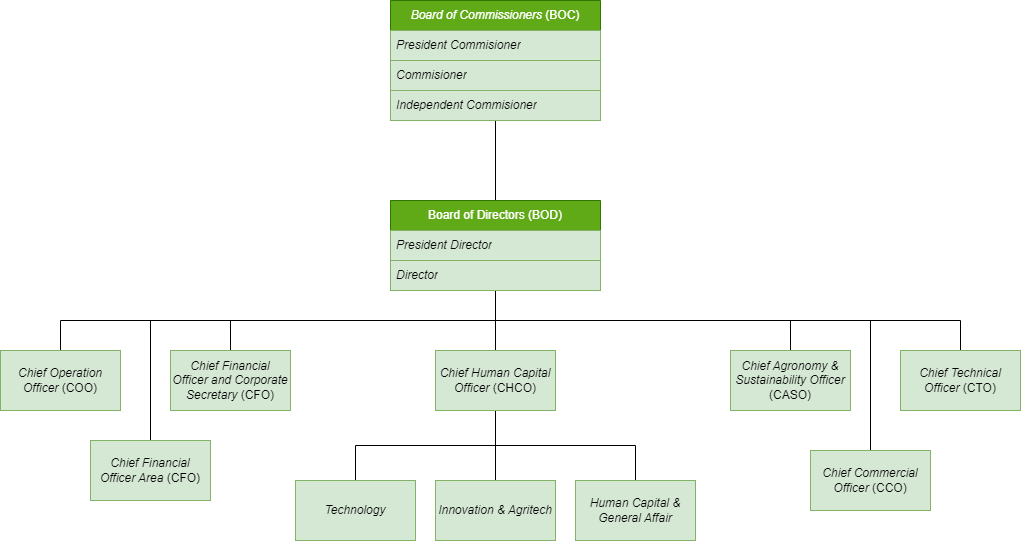 Board of Commissioners (BOC)
President Commisioner
Commisioner
Independent Commisioner
Board of Directors (BOD)
President Director
Director
Chief Operation
Officer (COO)
Chief Financial
Officer and Corporate
Secretary (CFO)
Chief Human Capital
Officer (CHCO)
Chief Agronomy &
Sustainability Officer
(CASO)
Chief Technical
Officer (CTO)
Chief Financial
Officer Area (CFO)
Chief Commercial
Officer (CCO)
Technology
Innovation & Agritech
Human Capital &
General Affair